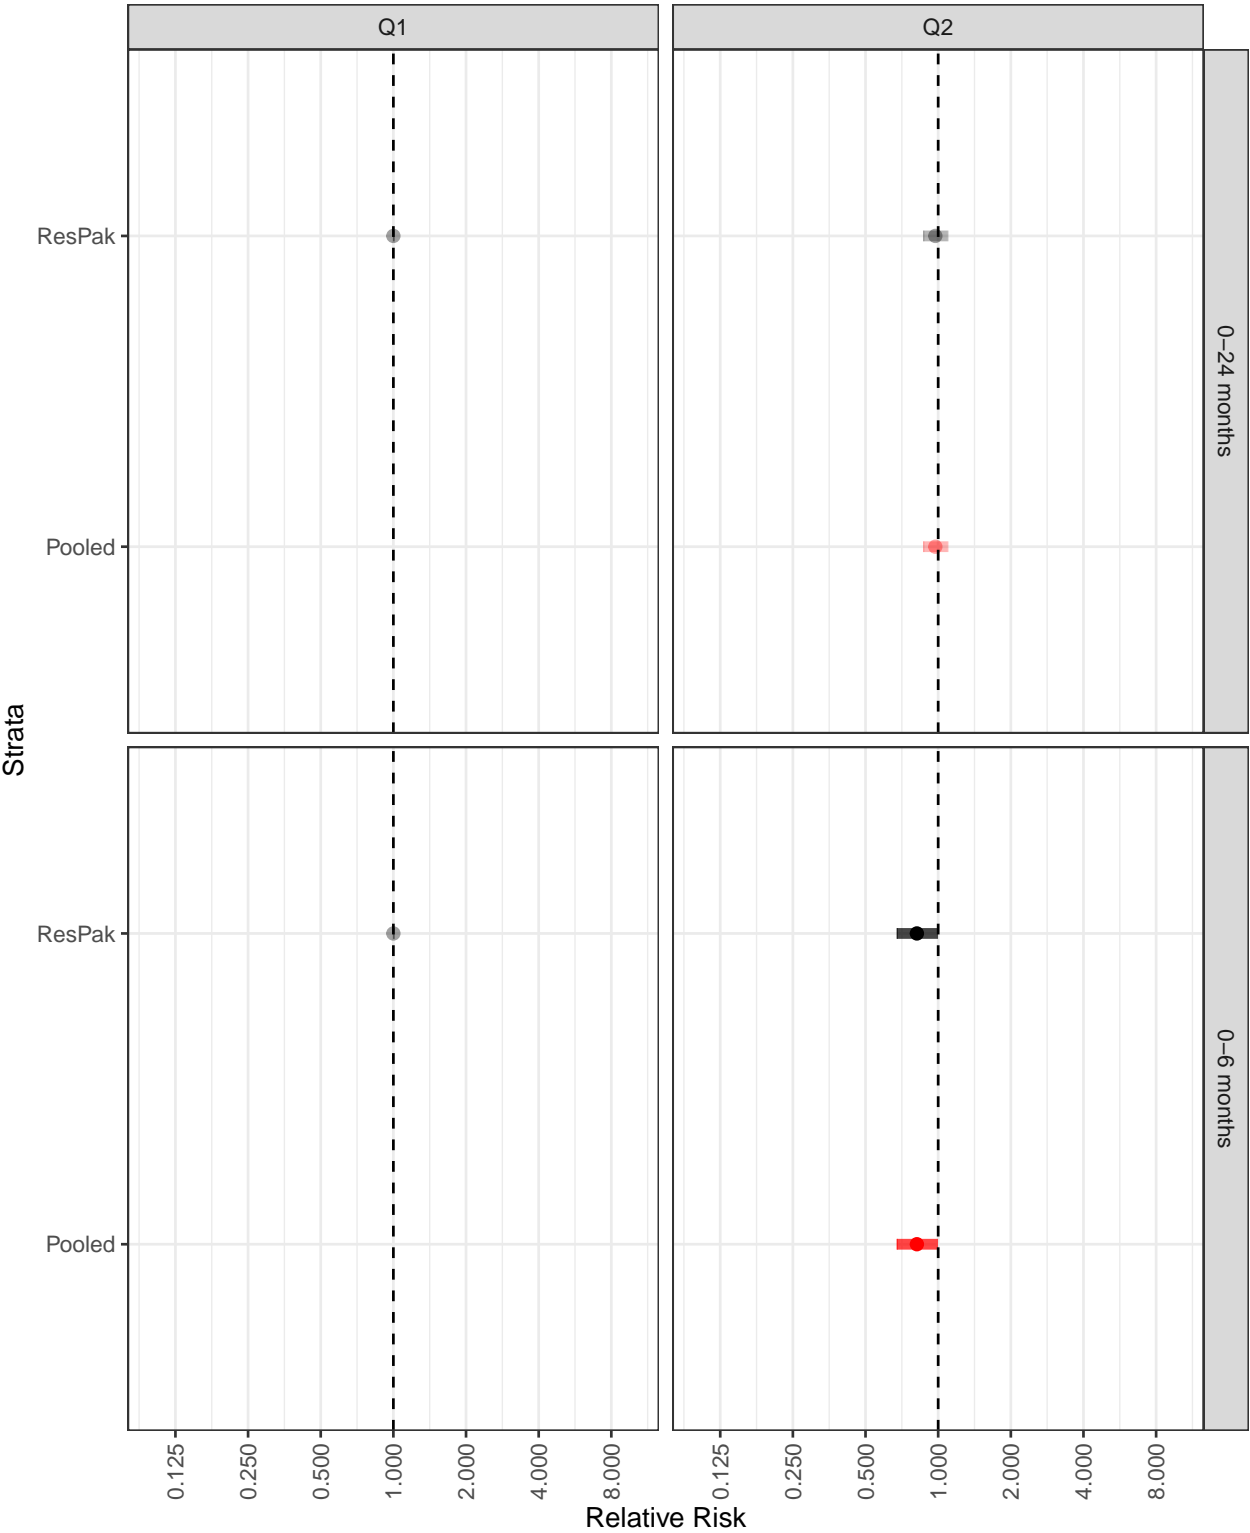 Q1
Q2
ResPak
Pooled
0–24 months
Strata
ResPak
Pooled
0–6 months
0.125
0.250
0.500
1.000
2.000
4.000
8.000
0.125
0.250
0.500
1.000
2.000
4.000
8.000
Relative Risk